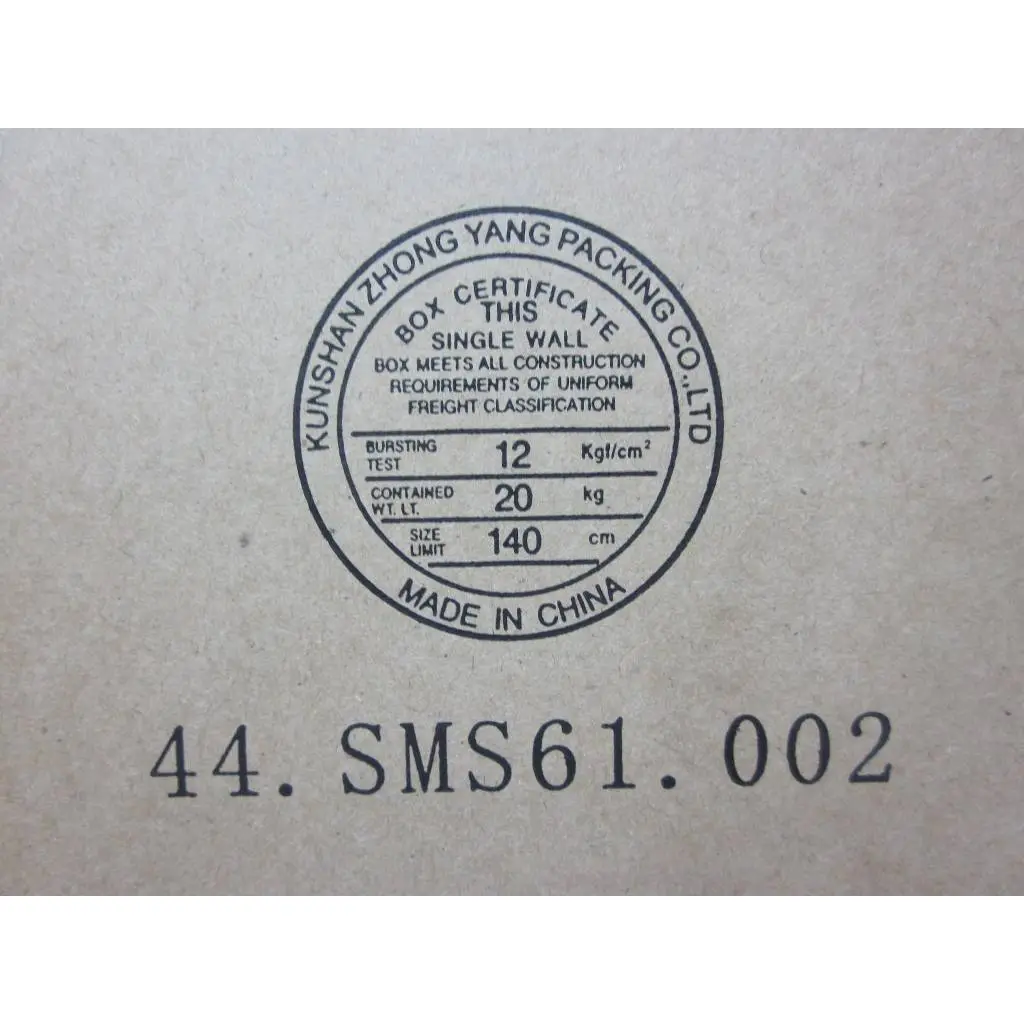 KUNSHAN ZHONG YANG PACKING CO.,LTD
BOX CERTIFICATE
THIS
SINGLE WALL
BOX MEETS ALL CONSTRUCTION
REQUIREMENTS OF UNIFORM
FREIGHT CLASSIFICATION
BURSTING TEST 12 Kgf/cm²
CONTAINED WT. LT. 20 kg
SIZE LIMIT 140 cm
MADE IN CHINA
44.SMS61.002